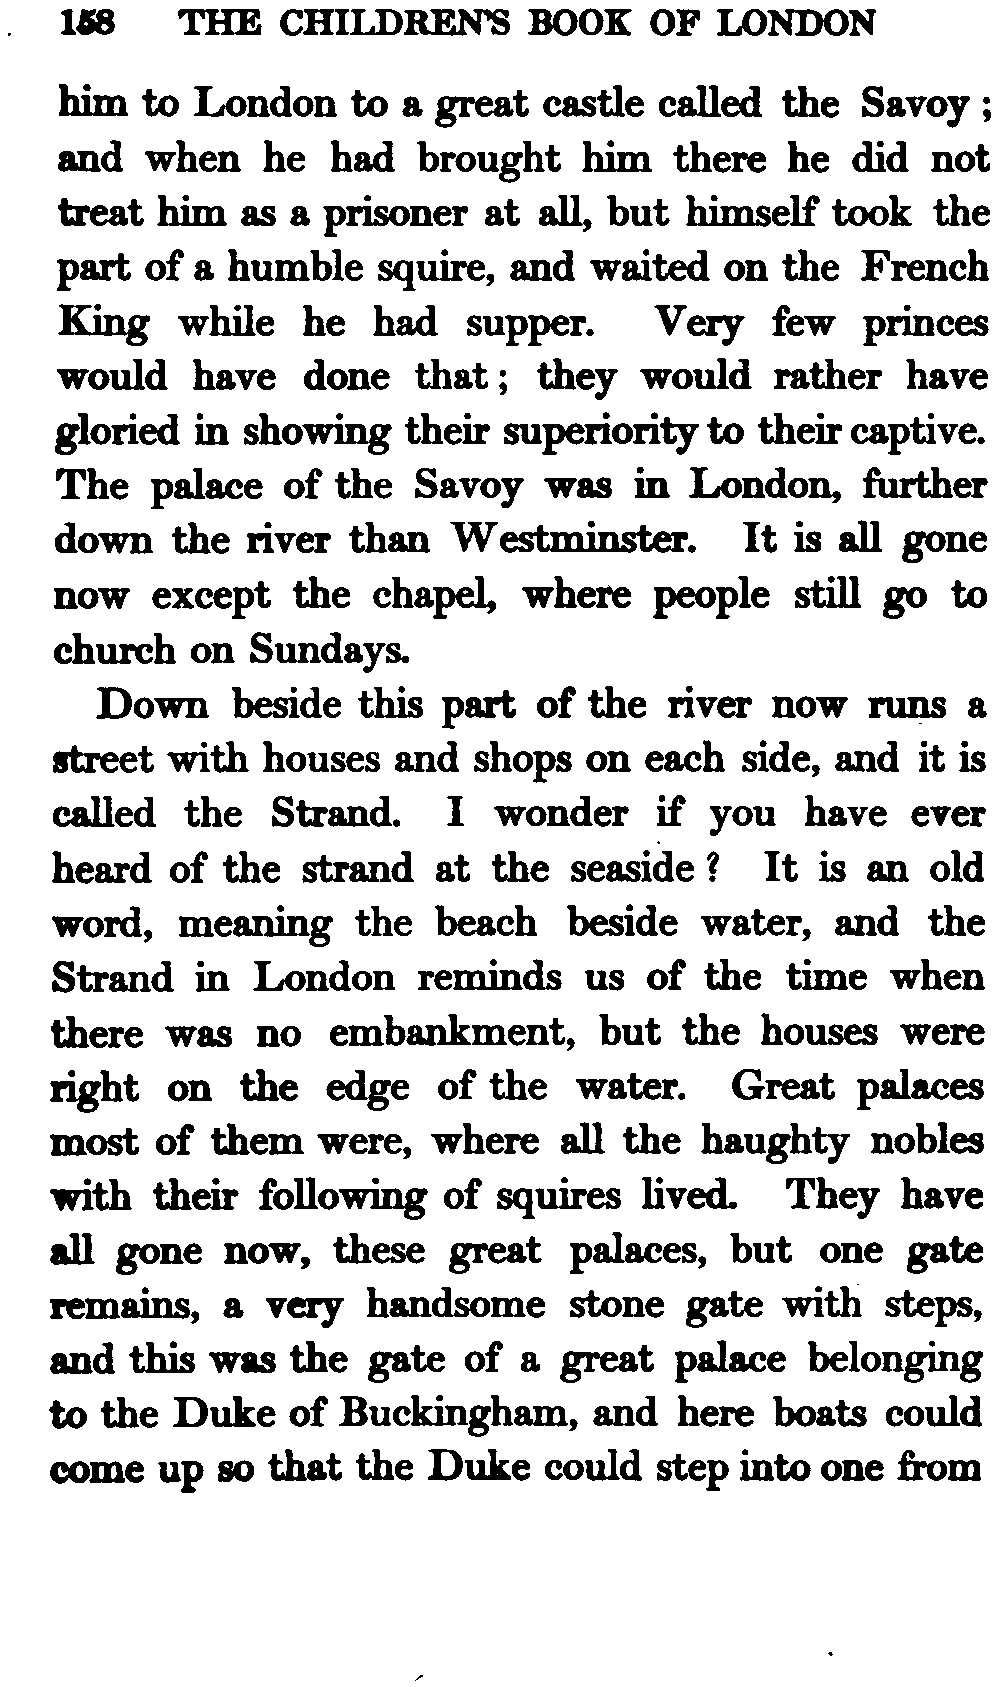 158 THE CHILDREN'S BOOK OF LONDON
him to London to a great castle called the Savoy ;
and when he had brought him there he did not
treat him as a prisoner at all, but himself took the
part of a humble squire, and waited on the French
King while he had supper. Very few princes
would have done that ; they would rather have
gloried in showing their superiority to their captive.
The palace of the Savoy was in London, further
down the river than Westminster. It is all gone
now except the chapel, where people still go to
church on Sundays.
Down beside this part of the river now runs a
street with houses and shops on each side, and it is
called the Strand. I wonder if you have ever
heard of the strand at the seaside ? It is an old
word, meaning the beach beside water, and the
Strand in London reminds us of the time when
there was no embankment, but the houses were
right on the edge of the water. Great palaces
most of them were, where all the haughty nobles
with their following of squires lived. They have
all gone now, these great palaces, but one gate
remains, a very handsome stone gate with steps,
and this was the gate of a great palace belonging
to the Duke of Buckingham, and here boats could
come up so that the Duke could step into one from